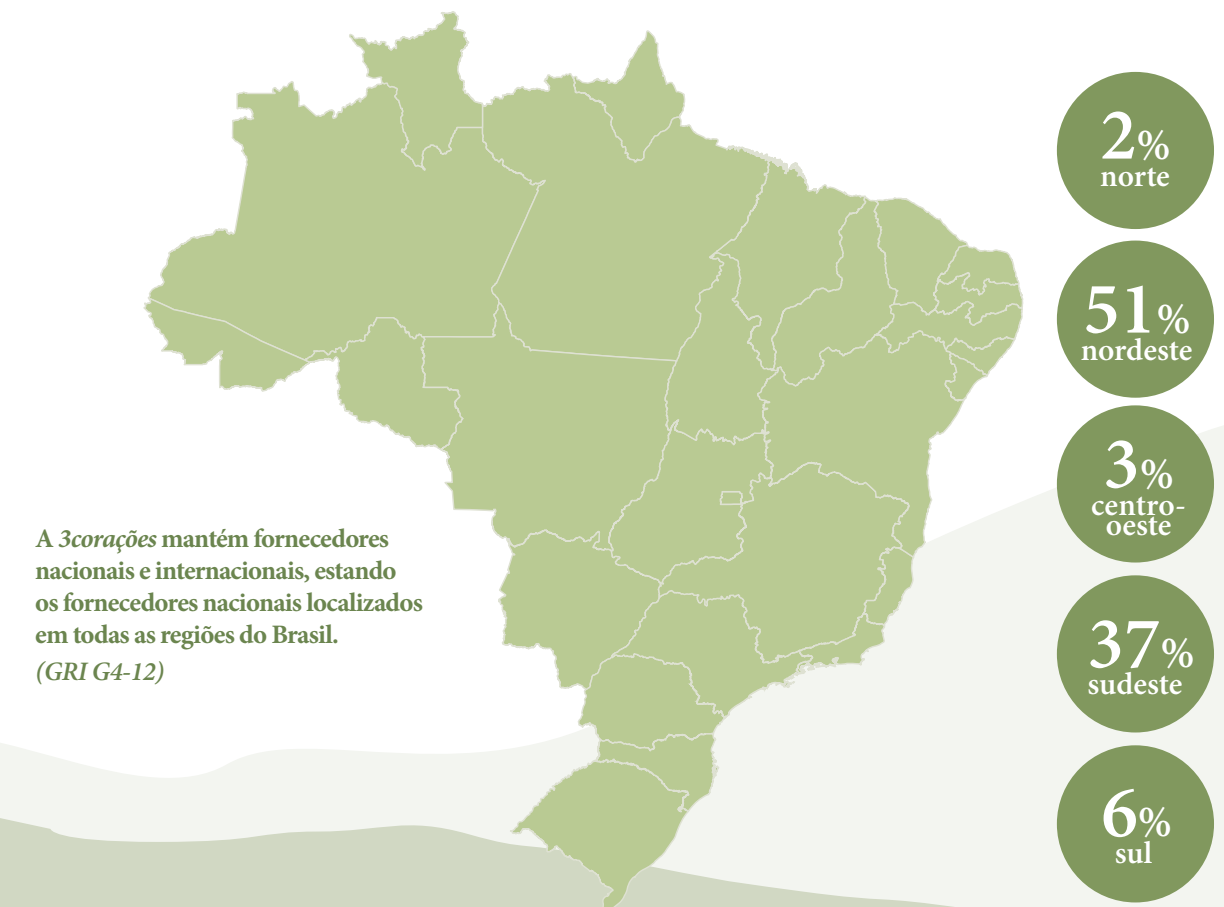 2%
norte
51%
nordeste
3%
centro-
oeste
37%
sudeste
6%
sul
A 3corações mantém fornecedores
nacionais e internacionais, estando
os fornecedores nacionais localizados
em todas as regiões do Brasil.
(GRI G4-12)